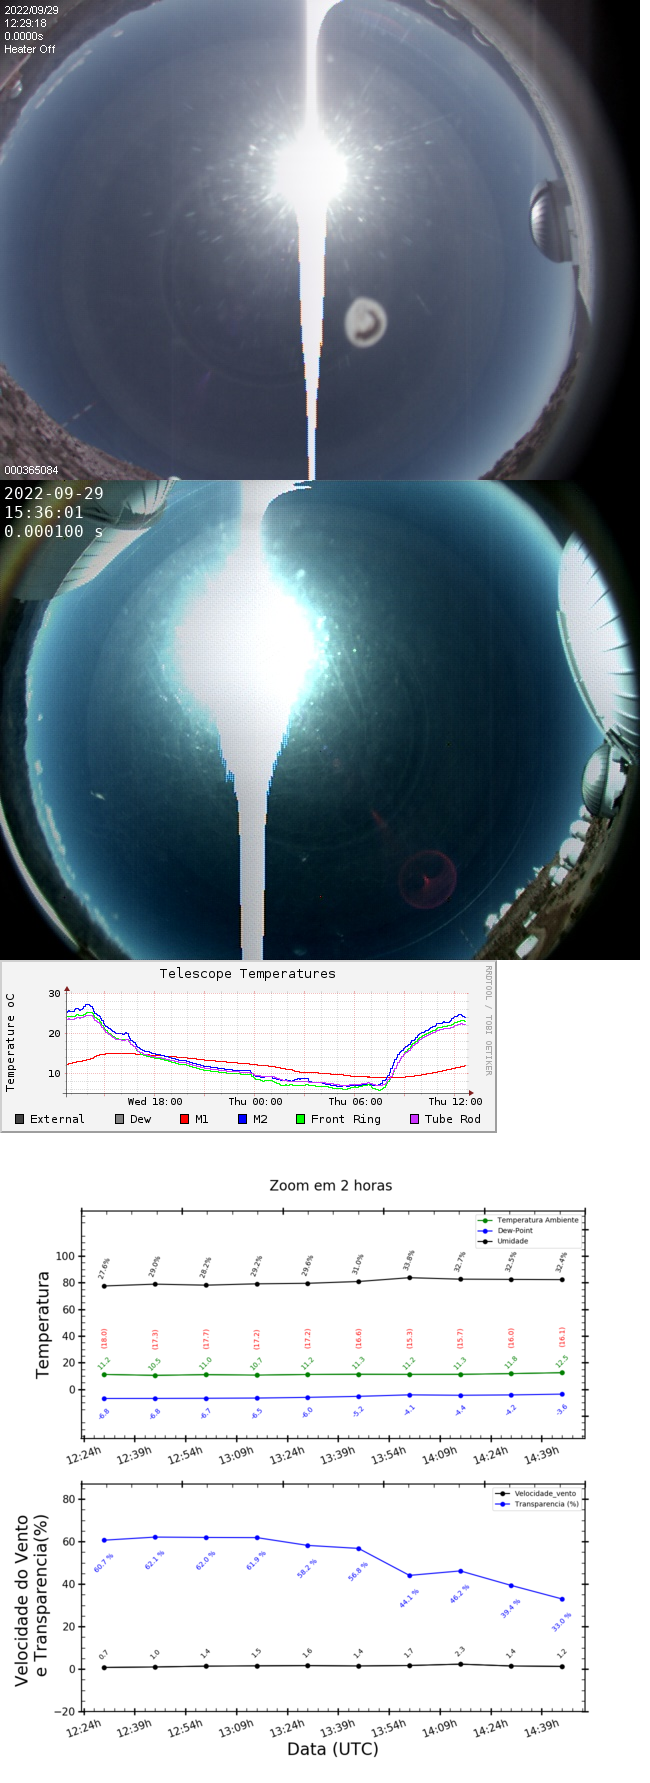 2022/09/29
12:29:18
0.0000s
Heater Off
000365084
2022-09-29
15:36:01
0.000100 s
Telescope Temperatures
RRDTOOL / TOBI OETIKER
Temperature oC
30
20
10
Wed 18:00 Thu 00:00 Thu 06:00 Thu 12:00
External Dew M1 M2 Front Ring Tube Rod
Zoom em 2 horas
Temperatura Ambiente
Dew-Point
Umidade
Temperatura
100
80
60
40
20
0
27.6% 29.0% 28.2% 29.2% 29.6% 31.0% 33.8% 32.7% 32.5% 32.4%
(18.0) (17.3) (17.7) (17.2) (17.2) (16.6) (15.3) (15.7) (16.0) (16.1)
11.2 10.5 11.0 10.7 11.2 11.3 11.2 11.3 11.8 12.5
-6.8 -6.8 -6.7 -6.5 -6.0 -5.2 -4.1 -4.4 -4.2 -3.6
12:24h 12:39h 12:54h 13:09h 13:24h 13:39h 13:54h 14:09h 14:24h 14:39h
Velocidade_vento
Transparencia (%)
Velocidade do Vento
e Transparencia(%)
80
60
40
20
0
−20
60.7 % 62.1 % 62.0 % 61.9 % 58.2 % 56.8 % 44.1 % 46.2 % 39.4 % 33.0 %
0.7 1.0 1.4 1.5 1.6 1.4 1.7 2.3 1.4 1.2
12:24h 12:39h 12:54h 13:09h 13:24h 13:39h 13:54h 14:09h 14:24h 14:39h
Data (UTC)